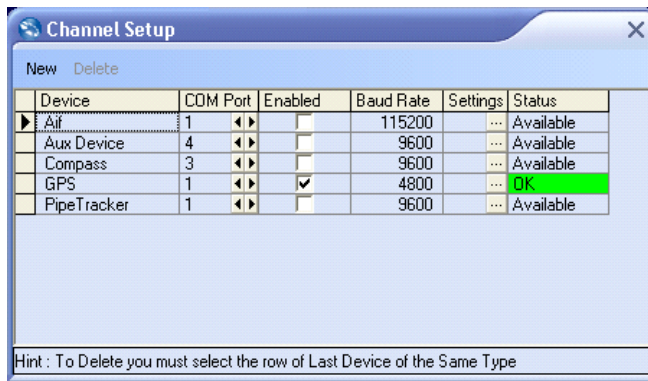 Channel Setup
New Delete
Device COM Port Enabled Baud Rate Settings Status
Aif 1 115200 ... Available
Aux Device 4 9600 ... Available
Compass 3 9600 ... Available
GPS 1 4800 ... OK
PipeTracker 1 9600 ... Available
Hint : To Delete you must select the row of Last Device of the Same Type